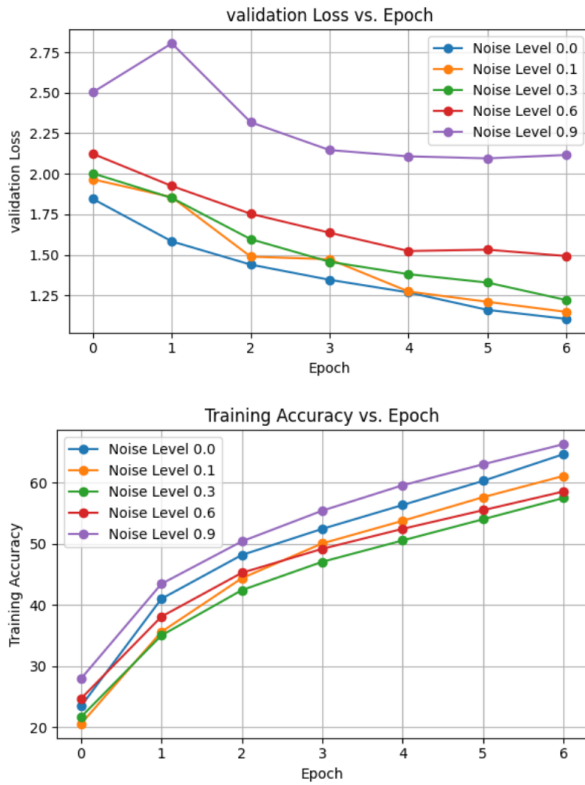 validation Loss vs. Epoch
2.75
2.50
2.25
2.00
1.75
1.50
1.25
validation Loss
Noise Level 0.0
Noise Level 0.1
Noise Level 0.3
Noise Level 0.6
Noise Level 0.9
0 1 2 3 4 5 6
Epoch
Training Accuracy vs. Epoch
Noise Level 0.0
Noise Level 0.1
Noise Level 0.3
Noise Level 0.6
Noise Level 0.9
60
50
40
30
20
Training Accuracy
0 1 2 3 4 5 6
Epoch